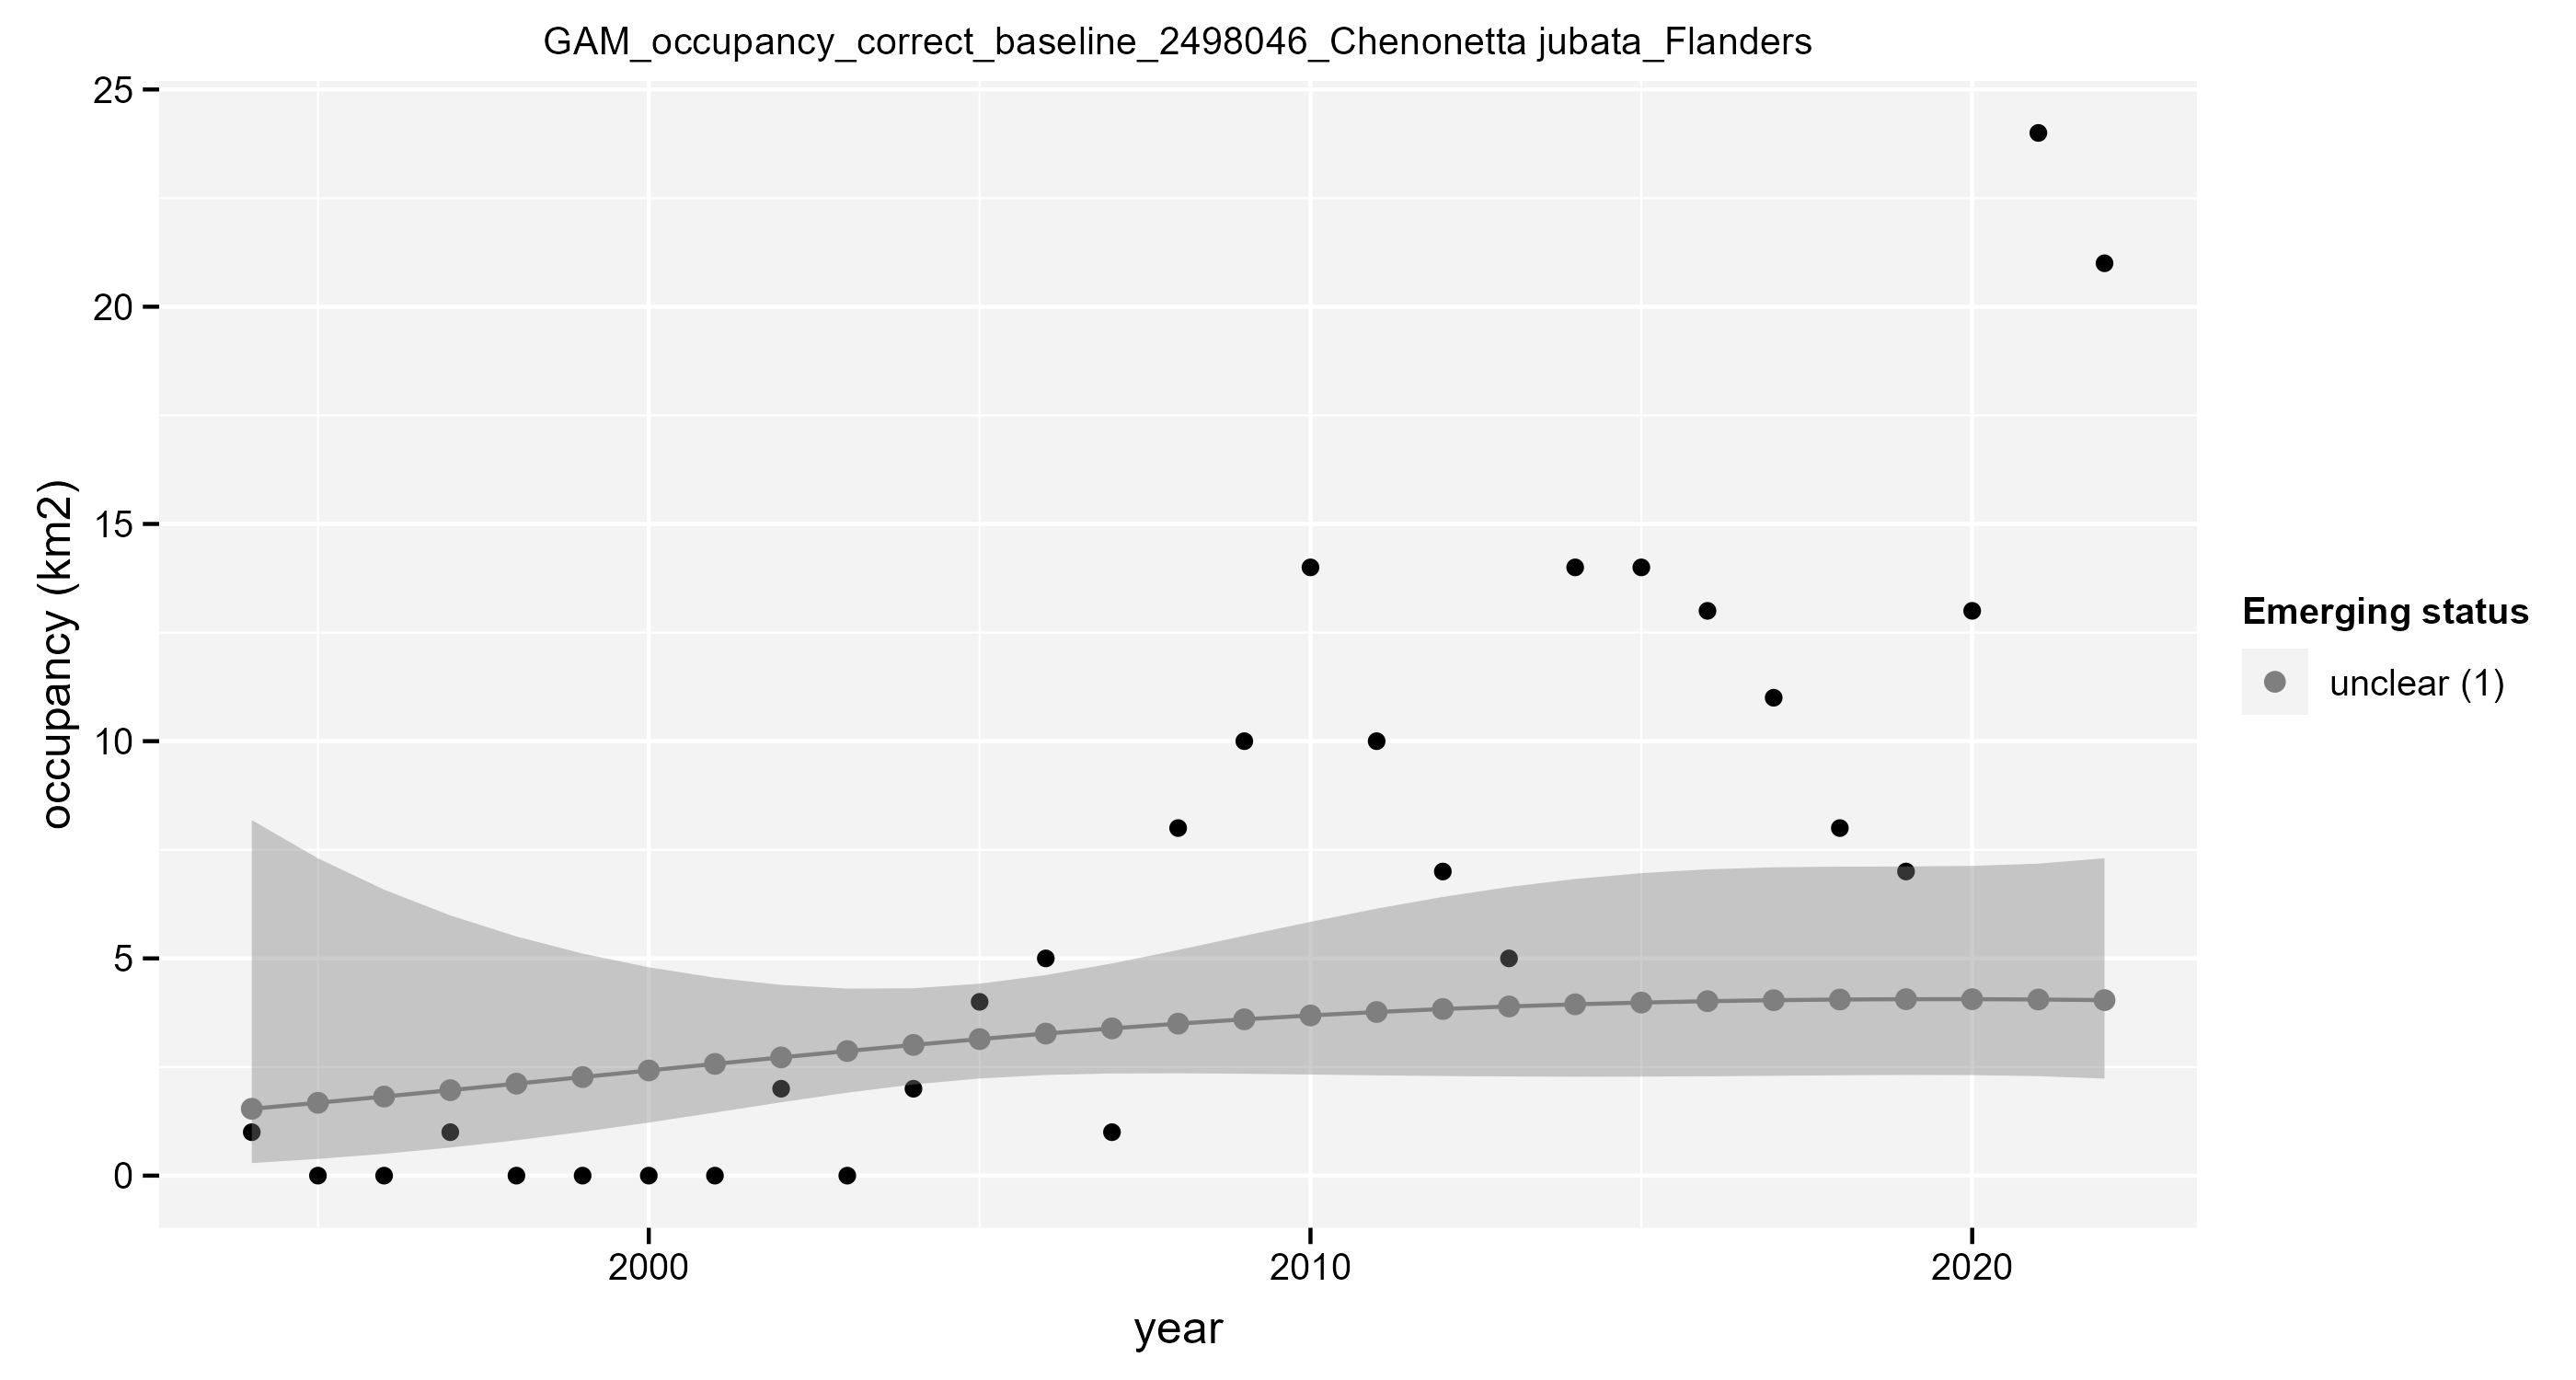 GAM_occupancy_correct_baseline_2498046_Chenonetta jubata_Flanders
25
20
15
10
5
0
occupancy (km2)
2000
2010
2020
year
Emerging status
unclear (1)